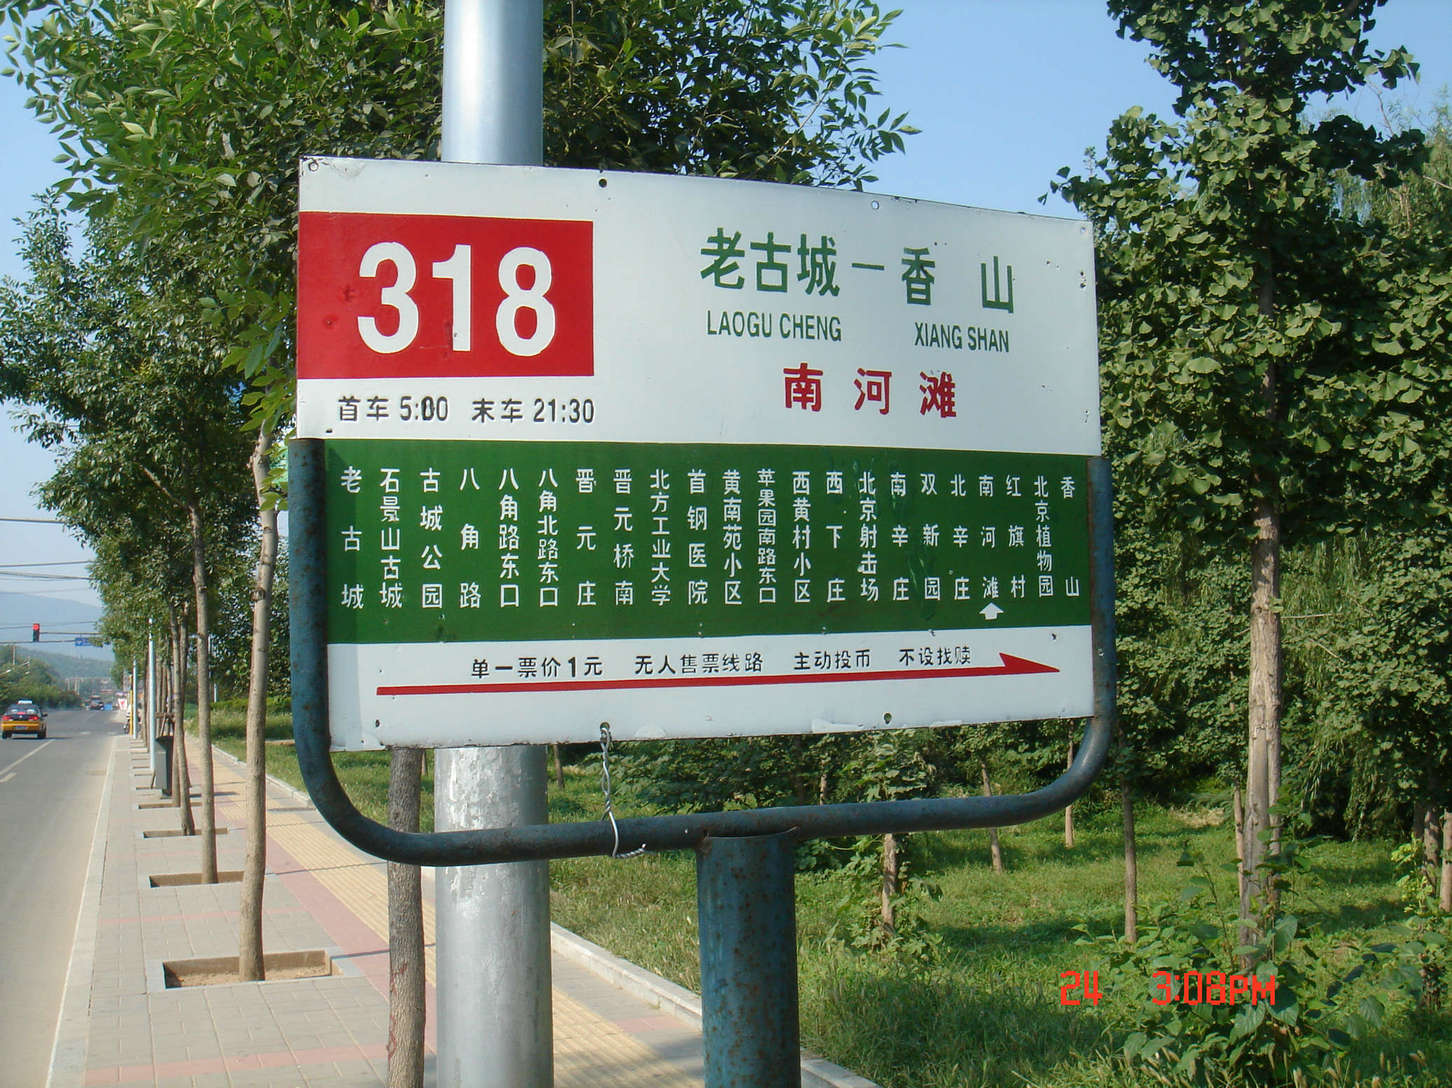 318
老古城－香山
LAOGU CHENG XIANG SHAN
南河滩
首车 5:00 末车 21:30
老古城
石景山古城
古城公园
八角路
八角路东口
八角北路东口
晋元庄
晋元桥南
北方工业大学
首钢医院
黄南苑小区
苹果园南路东口
西黄村小区
西下庄
北京射击场
南辛庄
双新园
北辛庄
南河滩
红旗村
北京植物园
香山
单一票价1元 无人售票线路 主动投币 不设找赎
24 3:08PM